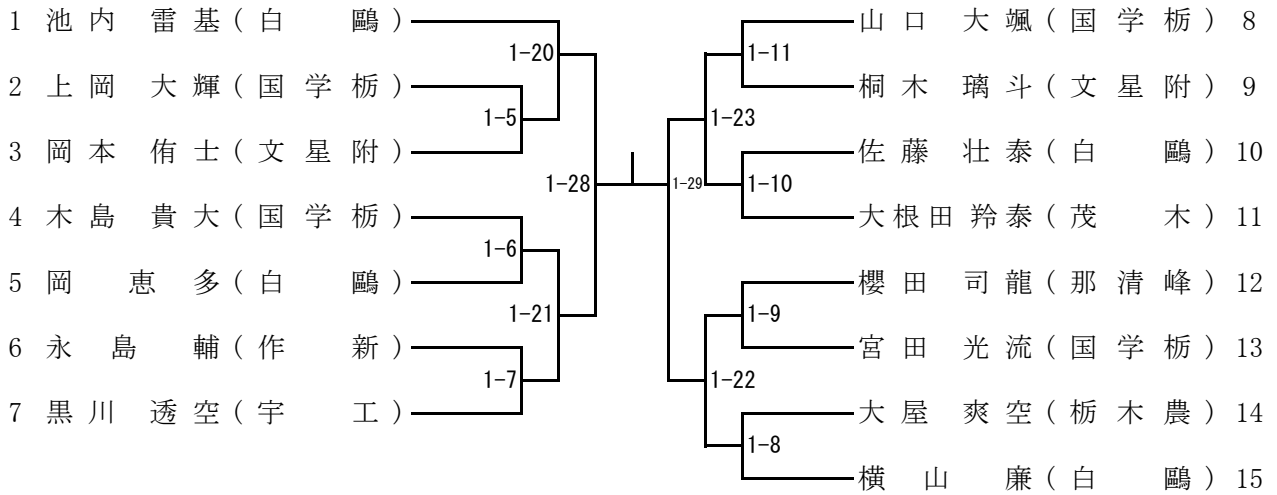 1 池内 雷基(白 鷗)
1-20
2 上岡 大輝(国学栃)
1-5
3 岡本 侑士(文星附)
1-28
4 木島 貴大(国学栃)
1-6
5 岡 恵多(白 鷗)
1-21
6 永島 輔(作 新)
1-7
7 黒川 透空(宇 工)
山口 大颯(国学栃) 8
1-11
桐木 璃斗(文星附) 9
1-23
佐藤 壮泰(白 鷗) 10
1-29
1-10
大根田 羚泰(茂 木) 11
櫻田 司龍(那清峰) 12
1-9
宮田 光流(国学栃) 13
1-22
大屋 爽空(栃木農) 14
1-8
横山 廉(白 鷗) 15